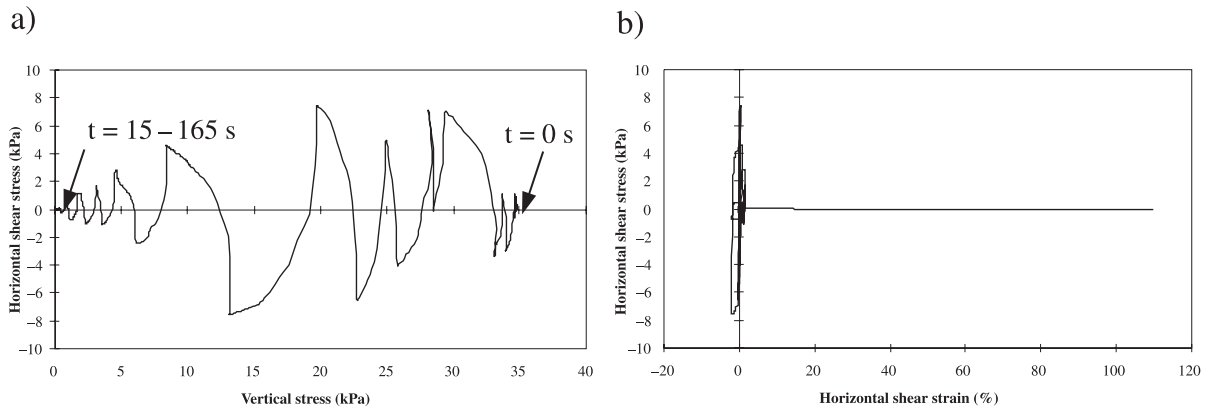 a)
10
8
6
4
2
0
−2
−4
−6
−8
−10
Horizontal shear stress (kPa)
t = 15 – 165 s
t = 0 s
0 5 10 15 20 25 30 35 40
Vertical stress (kPa)
b)
10
8
6
4
2
0
−2
−4
−6
−8
−10
Horizontal shear stress (kPa)
−20 0 20 40 60 80 100 120
Horizontal shear strain (%)